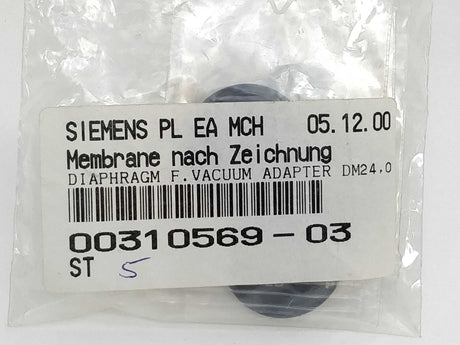 SIEMENS PL EA MCH 05.12.00
Membrane nach Zeichnung
DIAPHRAGM F.VACUUM ADAPTER DM24,0
00310569-03
ST 5